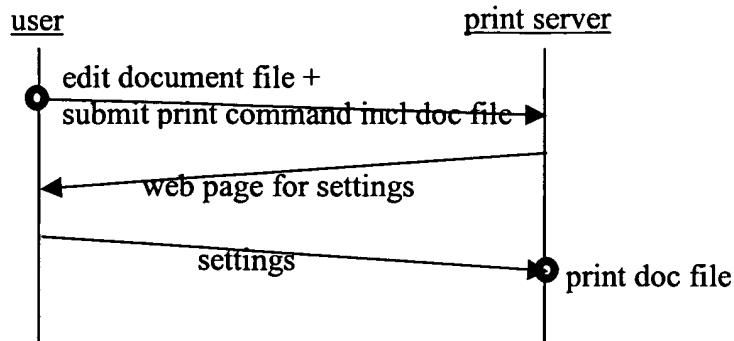 user
print server
edit document file +
submit print command incl doc file
web page for settings
settings
print doc file